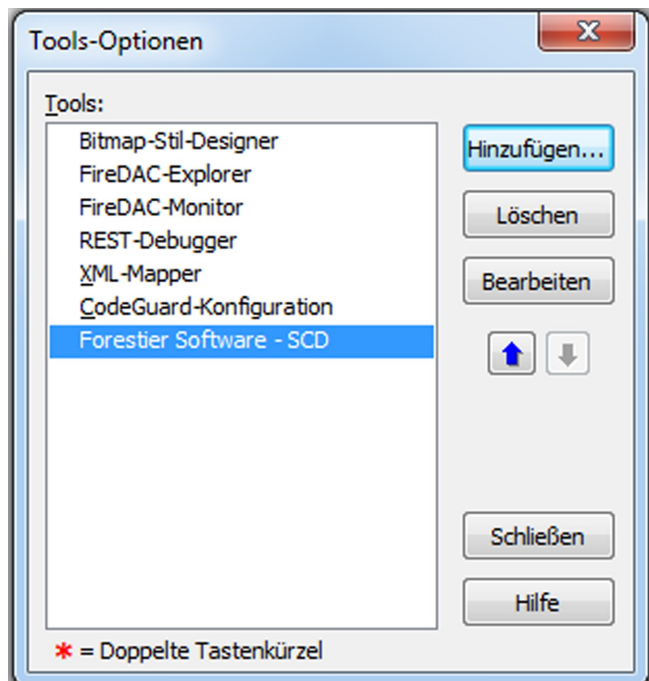 Tools-Optionen
Tools:
Bitmap-Stil-Designer
FireDAC-Explorer
FireDAC-Monitor
REST-Debugger
XML-Mapper
CodeGuard-Konfiguration
Forestier Software - SCD
Hinzufügen...
Löschen
Bearbeiten
Schließen
Hilfe
* = Doppelte Tastenkürzel